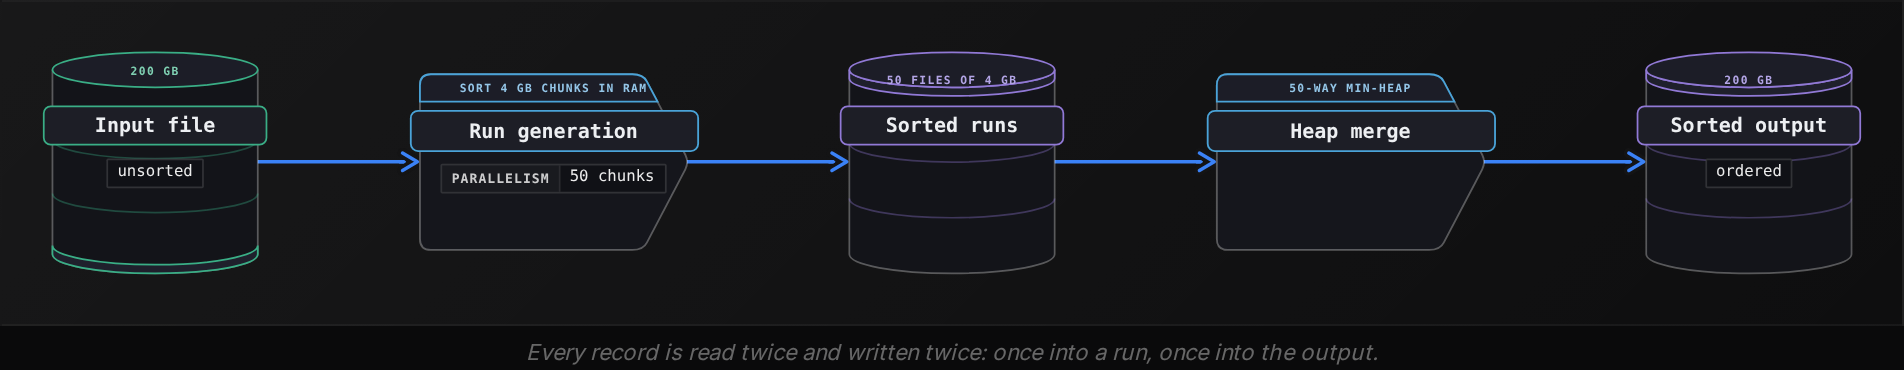 200 GB
Input file
unsorted
SORT 4 GB CHUNKS IN RAM
Run generation
PARALLELISM 50 chunks
50 FILES OF 4 GB
Sorted runs
50-WAY MIN-HEAP
Heap merge
200 GB
Sorted output
ordered
Every record is read twice and written twice: once into a run, once into the output.